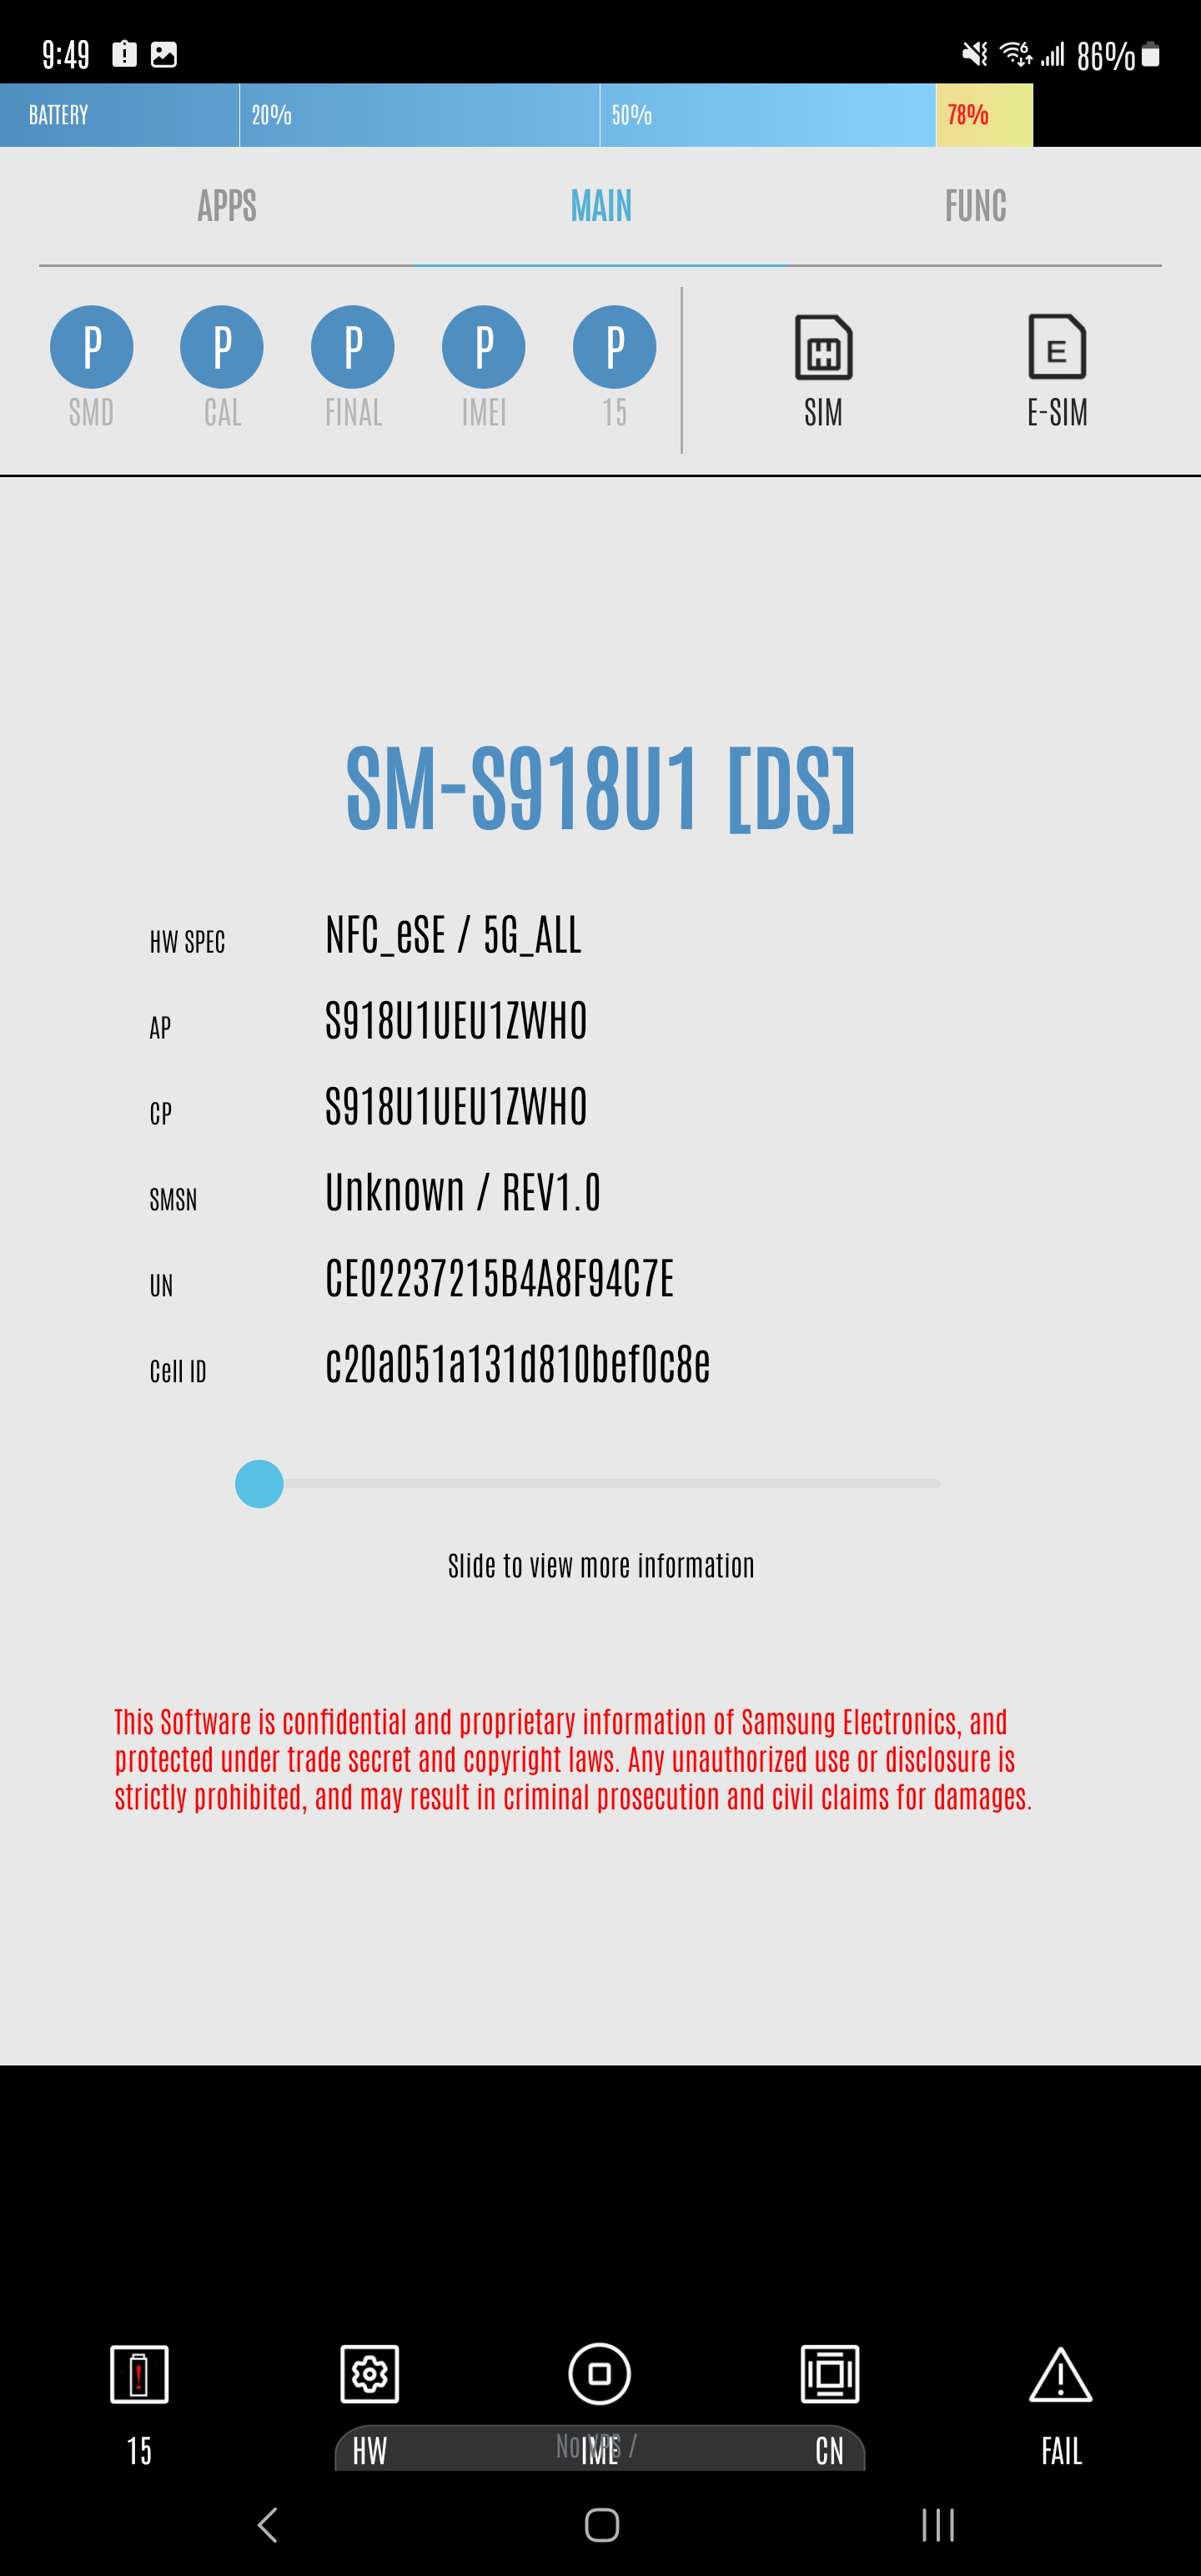 9:49 86%
BATTERY 20% 50% 78%
APPS MAIN FUNC
P P P P P
SMD CAL FINAL IMEI 15 SIM E-SIM
E
SM-S918U1 [DS]
HW SPEC NFC_eSE / 5G_ALL
AP S918U1UEU1ZWH0
CP S918U1UEU1ZWH0
SMSN Unknown / REV1.0
UN CE02237215B4A8F94C7E
Cell ID c20a051a131d810bef0c8e
Slide to view more information
This Software is confidential and proprietary information of Samsung Electronics, and
protected under trade secret and copyright laws. Any unauthorized use or disclosure is
strictly prohibited, and may result in criminal prosecution and civil claims for damages.
15 HW IME CN FAIL
No /